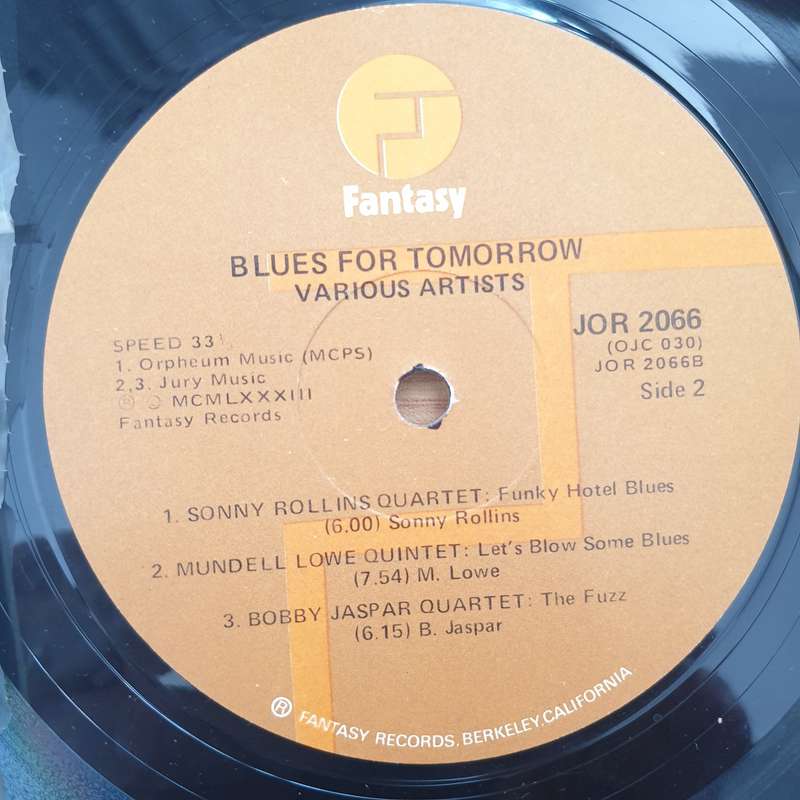 Fantasy
BLUES FOR TOMORROW
VARIOUS ARTISTS
SPEED 33⅓
1. Orpheum Music (MCPS)
2,3. Jury Music
Ⓟ © MCMLXXXIII
Fantasy Records
JOR 2066
(OJC 030)
JOR 2066B
Side 2
1. SONNY ROLLINS QUARTET: Funky Hotel Blues
(6.00) Sonny Rollins
2. MUNDELL LOWE QUINTET: Let's Blow Some Blues
(7.54) M. Lowe
3. BOBBY JASPAR QUARTET: The Fuzz
(6.15) B. Jaspar
® FANTASY RECORDS, BERKELEY, CALIFORNIA